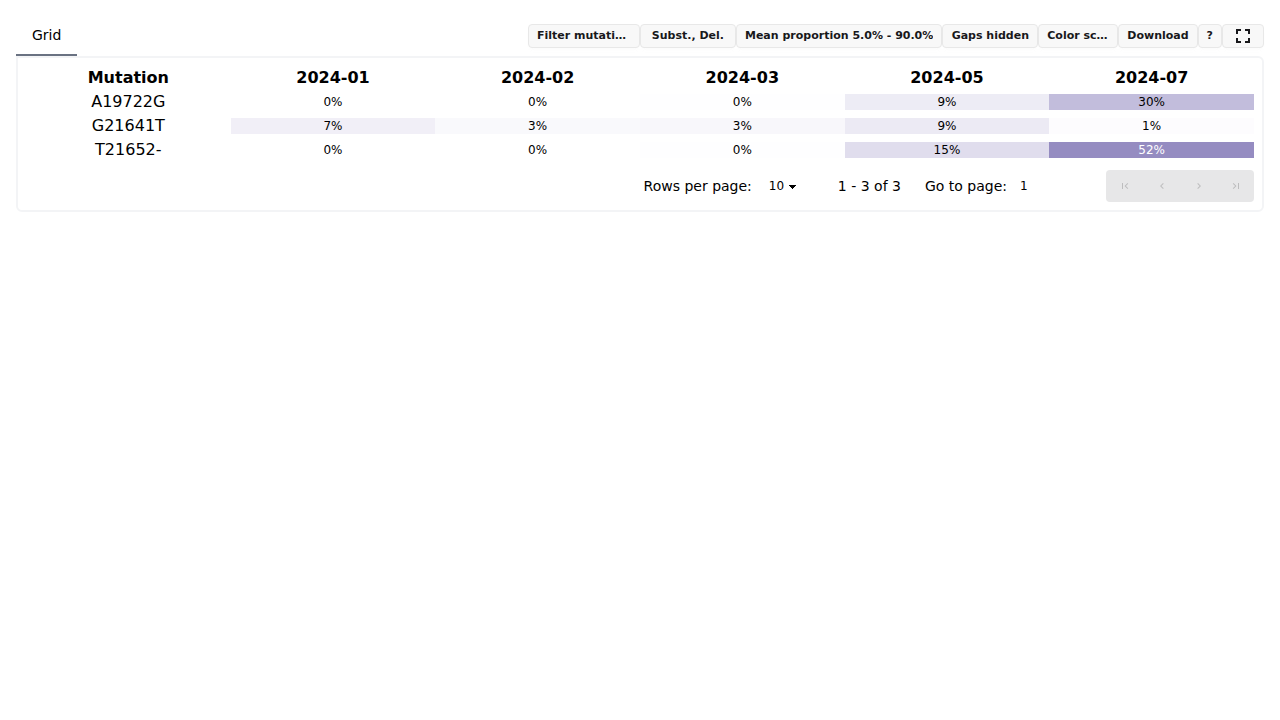 Grid Filter mutati... Subst., Del. Mean proportion 5.0% - 90.0% Gaps hidden Color sc... Download ?
Mutation 2024-01 2024-02 2024-03 2024-05 2024-07
A19722G 0% 0% 0% 9% 30%
G21641T 7% 3% 3% 9% 1%
T21652- 0% 0% 0% 15% 52%
Rows per page: 10 1 - 3 of 3 Go to page: 1